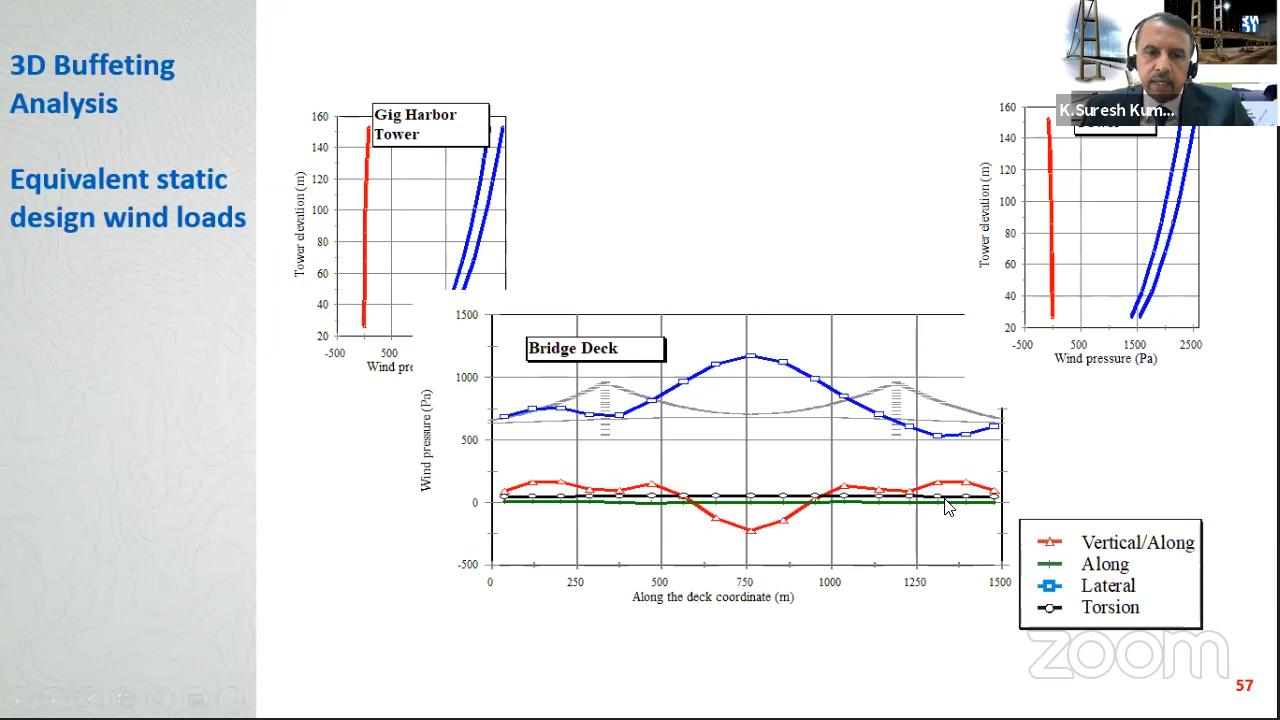 3D Buffeting
Analysis
Equivalent static
design wind loads
Gig Harbor
Tower
160
140
120
100
80
60
40
20
Tower elevation (m)
-500
500
K.Suresh Kum...
160
140
120
100
80
60
40
20
Tower elevation (m)
-500
500
1500
2500
Wind pressure (Pa)
Bridge Deck
1500
1000
500
0
-500
Wind pressure (Pa)
0
250
500
750
1000
1250
1500
Along the deck coordinate (m)
Vertical/Along
Along
Lateral
Torsion
zoom
57